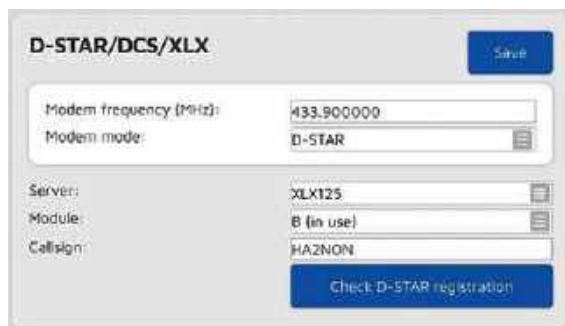 D-STAR/DCS/XLX
Save
Modem frequency (MHz): 433.900000
Modem mode: D-STAR
Server: XLX125
Module: B (in use)
Callsign: HA2NON
Check D-STAR registration